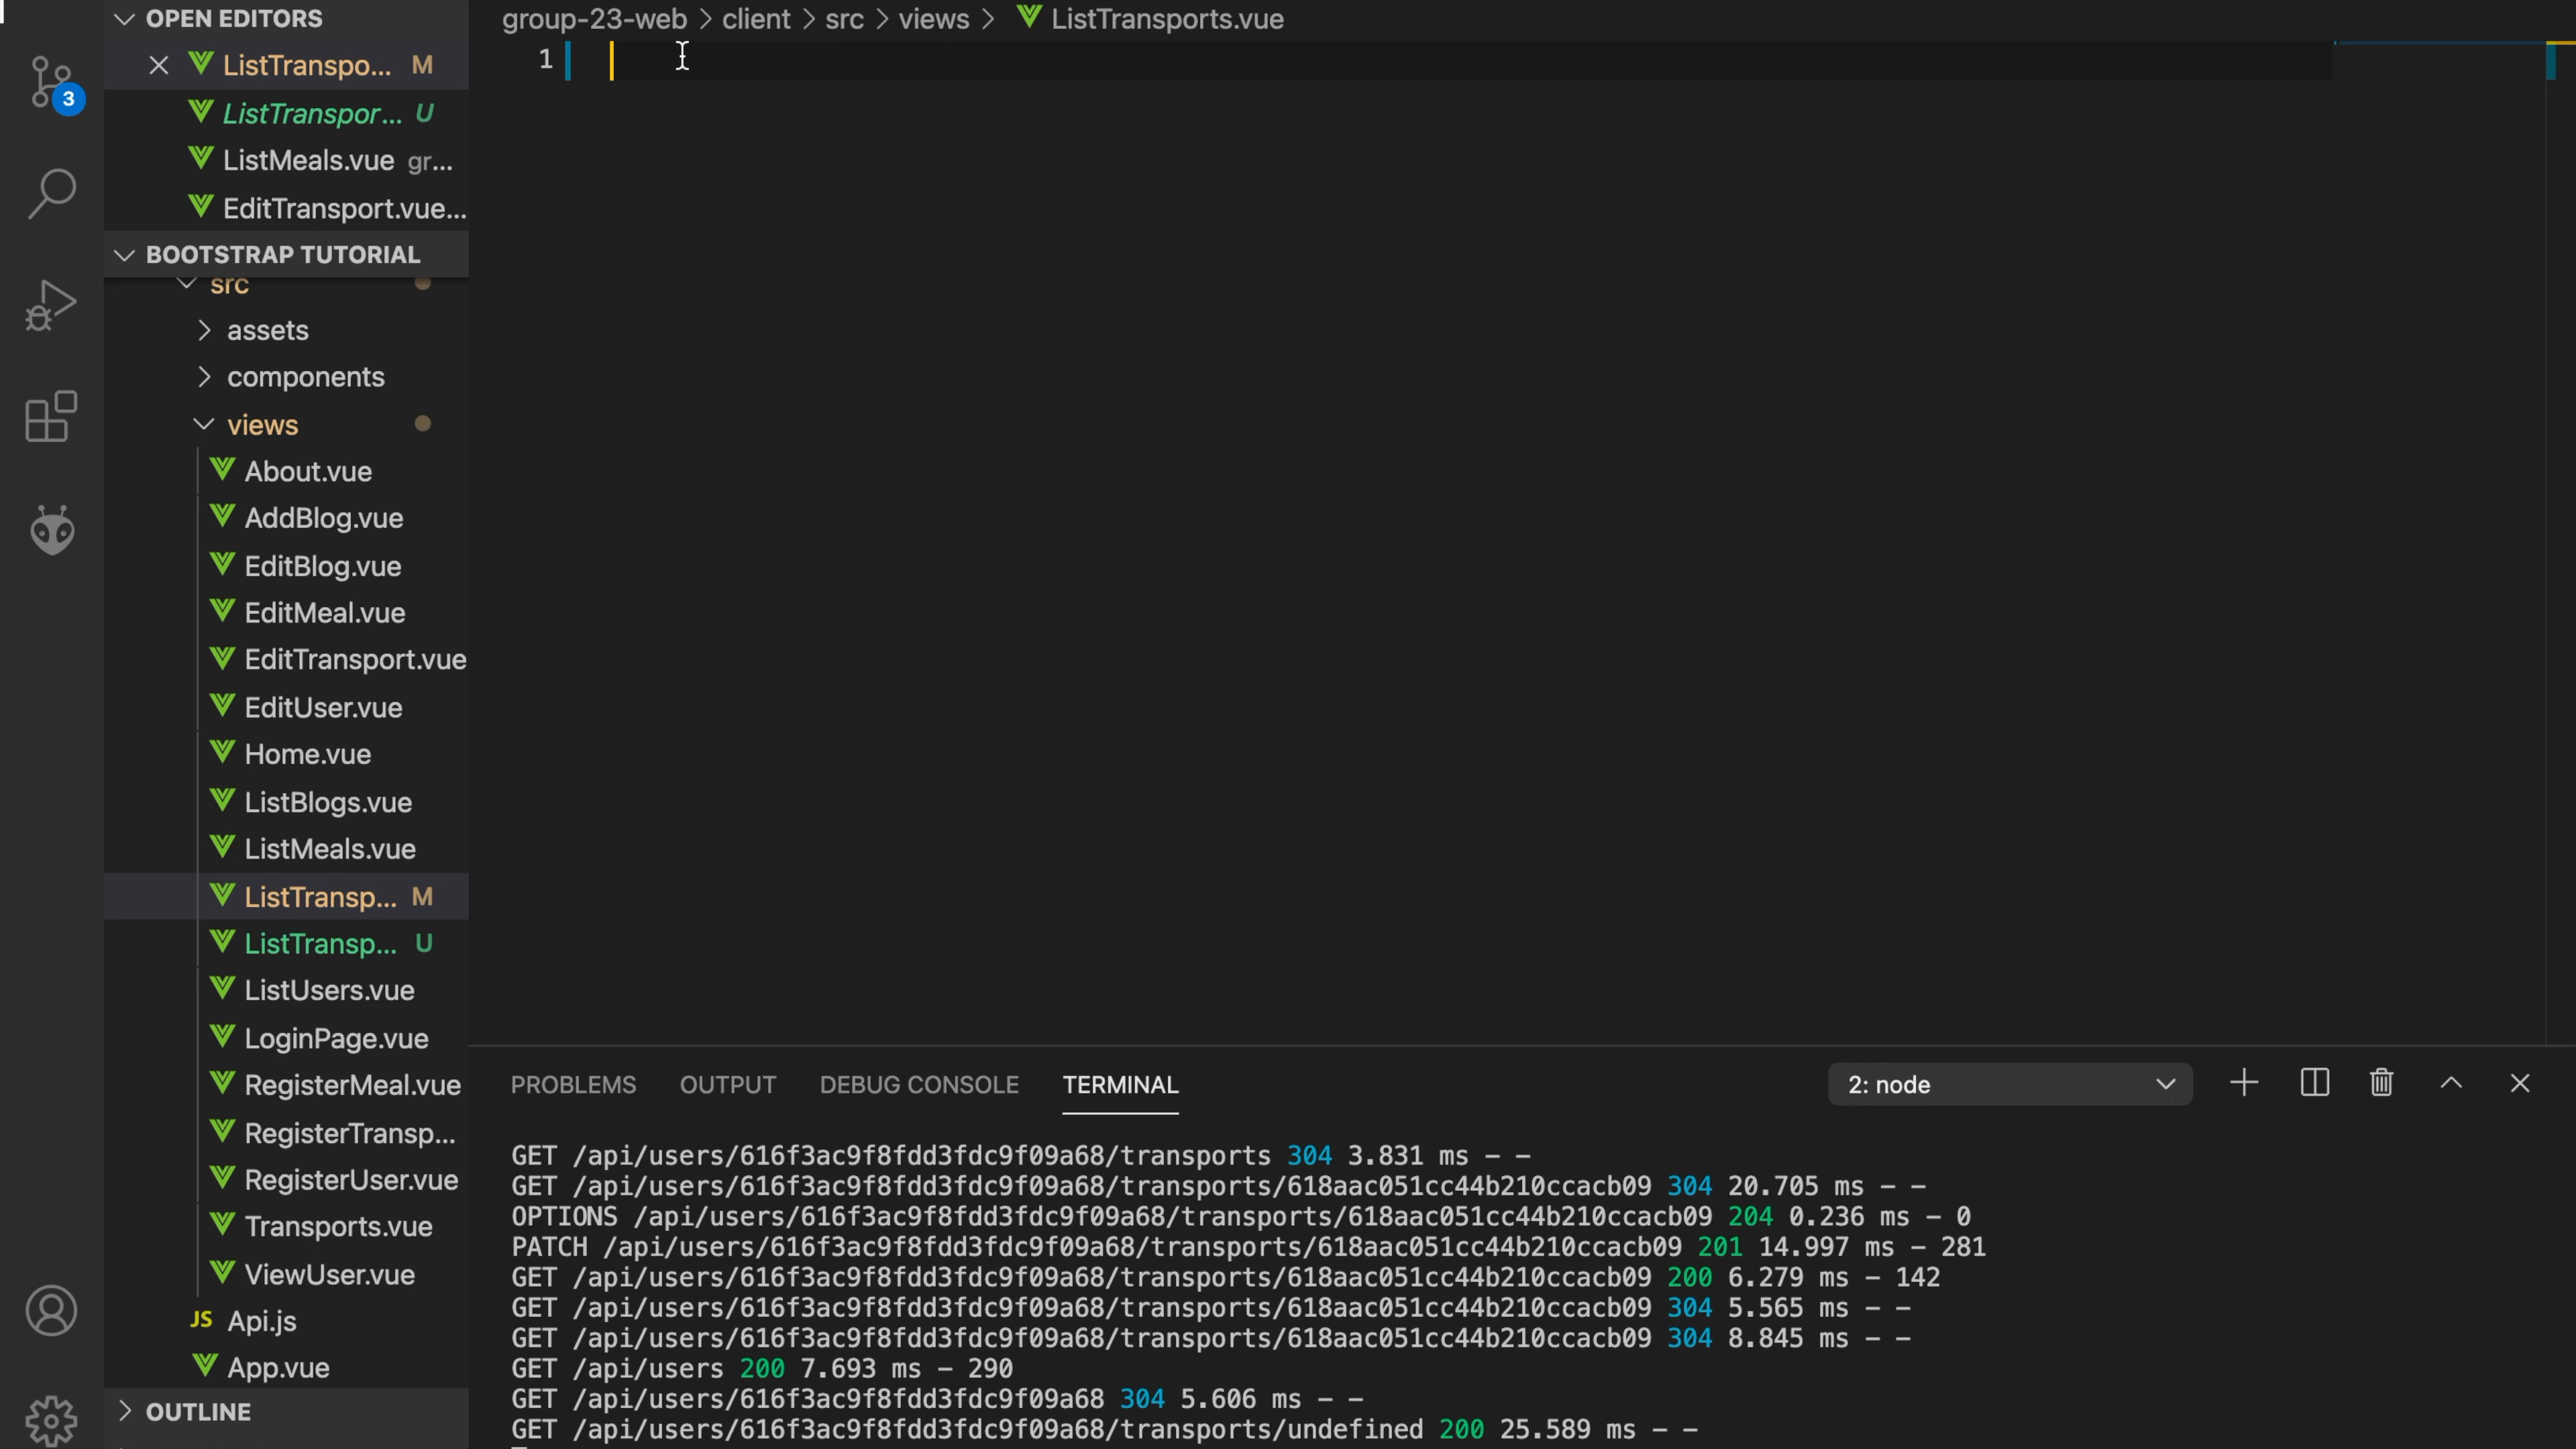 OPEN EDITORS
ListTranspo... M
ListTranspor... U
ListMeals.vue gr...
EditTransport.vue...
BOOTSTRAP TUTORIAL
src
assets
components
views
About.vue
AddBlog.vue
EditBlog.vue
EditMeal.vue
EditTransport.vue
EditUser.vue
Home.vue
ListBlogs.vue
ListMeals.vue
ListTransp... M
ListTransp... U
ListUsers.vue
LoginPage.vue
RegisterMeal.vue
RegisterTransp...
RegisterUser.vue
Transports.vue
ViewUser.vue
JS Api.js
App.vue
OUTLINE
3
group-23-web > client > src > views > ListTransports.vue
1
PROBLEMS OUTPUT DEBUG CONSOLE TERMINAL 2: node
GET /api/users/616f3ac9f8fdd3fdc9f09a68/transports 304 3.831 ms - -
GET /api/users/616f3ac9f8fdd3fdc9f09a68/transports/618aac051cc44b210ccacb09 304 20.705 ms - -
OPTIONS /api/users/616f3ac9f8fdd3fdc9f09a68/transports/618aac051cc44b210ccacb09 204 0.236 ms - 0
PATCH /api/users/616f3ac9f8fdd3fdc9f09a68/transports/618aac051cc44b210ccacb09 201 14.997 ms - 281
GET /api/users/616f3ac9f8fdd3fdc9f09a68/transports/618aac051cc44b210ccacb09 200 6.279 ms - 142
GET /api/users/616f3ac9f8fdd3fdc9f09a68/transports/618aac051cc44b210ccacb09 304 5.565 ms - -
GET /api/users/616f3ac9f8fdd3fdc9f09a68/transports/618aac051cc44b210ccacb09 304 8.845 ms - -
GET /api/users 200 7.693 ms - 290
GET /api/users/616f3ac9f8fdd3fdc9f09a68 304 5.606 ms - -
GET /api/users/616f3ac9f8fdd3fdc9f09a68/transports/undefined 200 25.589 ms - -